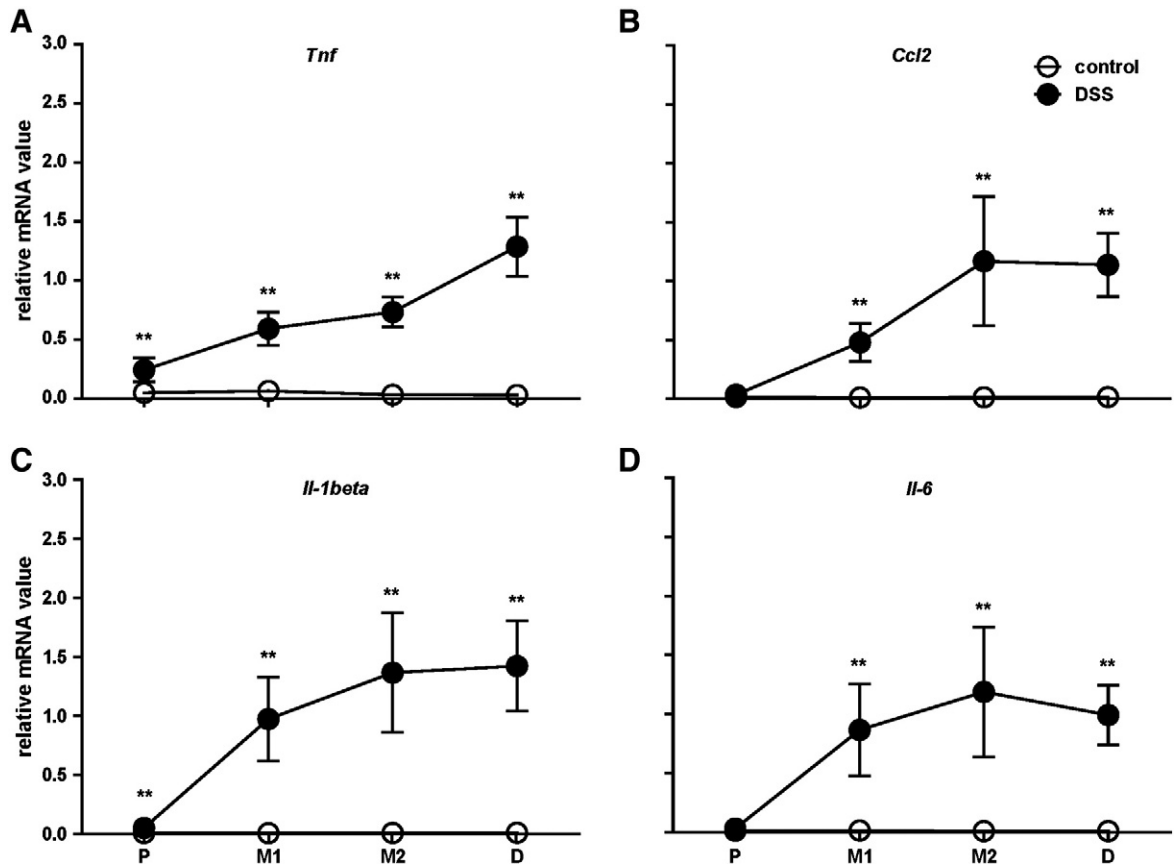 A
Tnf
3.0
2.5
2.0
1.5
1.0
0.5
0.0
relative mRNA value
**
**
**
**
B
Ccl2
control
DSS
**
**
**
C
Il-1beta
3.0
2.5
2.0
1.5
1.0
0.5
0.0
relative mRNA value
**
**
**
**
P M1 M2 D
D
Il-6
**
**
**
P M1 M2 D